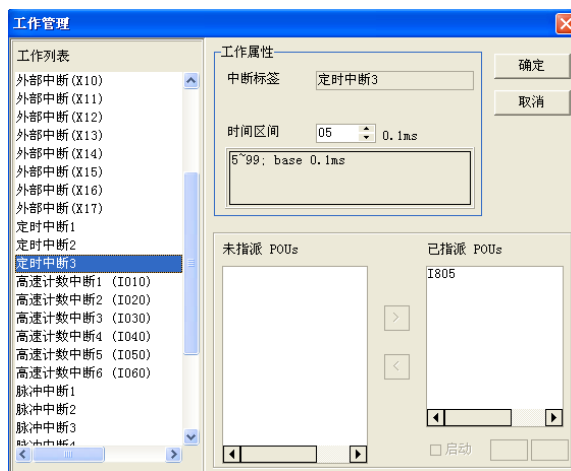 工作管理
工作列表
外部中断(X10)
外部中断(X11)
外部中断(X12)
外部中断(X13)
外部中断(X14)
外部中断(X15)
外部中断(X16)
外部中断(X17)
定时中断1
定时中断2
定时中断3
高速计数中断1 (I010)
高速计数中断2 (I020)
高速计数中断3 (I030)
高速计数中断4 (I040)
高速计数中断5 (I050)
高速计数中断6 (I060)
脉冲中断1
脉冲中断2
脉冲中断3
脉冲中断4
工作属性
中断标签 定时中断3
时间区间 05 0.1ms
5~99; base 0.1ms
确定
取消
未指派 POUs
>
<
已指派 POUs
I805
启动